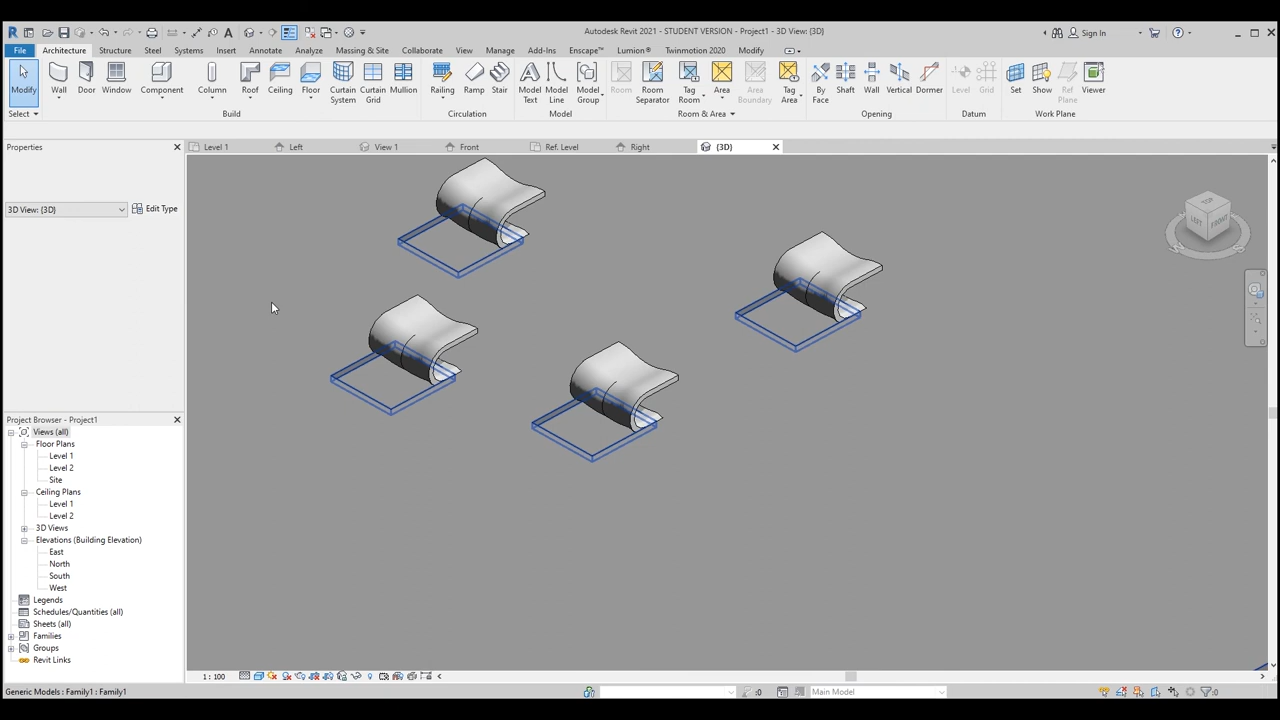 Autodesk Revit 2021 - STUDENT VERSION - Project1 - 3D View: {3D}
Sign In
File Architecture Structure Steel Systems Insert Annotate Analyze Massing & Site Collaborate View Manage Add-Ins Enscape™ Lumion® Twinmotion 2020 Modify
Modify Wall Door Window Component Column Roof Ceiling Floor Curtain System Curtain Grid Mullion Railing Ramp Stair Model Text Model Line Model Group Room Room Separator Tag Room Area Area Boundary Tag Area By Face Shaft Wall Vertical Dormer Level Grid Set Show Ref Plane Viewer
Select Build Circulation Model Room & Area Opening Datum Work Plane
Properties
Level 1 Left View 1 Front Ref. Level Right {3D}
3D View: {3D} Edit Type
TOP
LEFT FRONT
Project Browser - Project1
Views (all)
Floor Plans
Level 1
Level 2
Site
Ceiling Plans
Level 1
Level 2
3D Views
Elevations (Building Elevation)
East
North
South
West
Legends
Schedules/Quantities (all)
Sheets (all)
Families
Groups
Revit Links
1 : 100
Generic Models : Family1 : Family1
:0
Main Model
:0